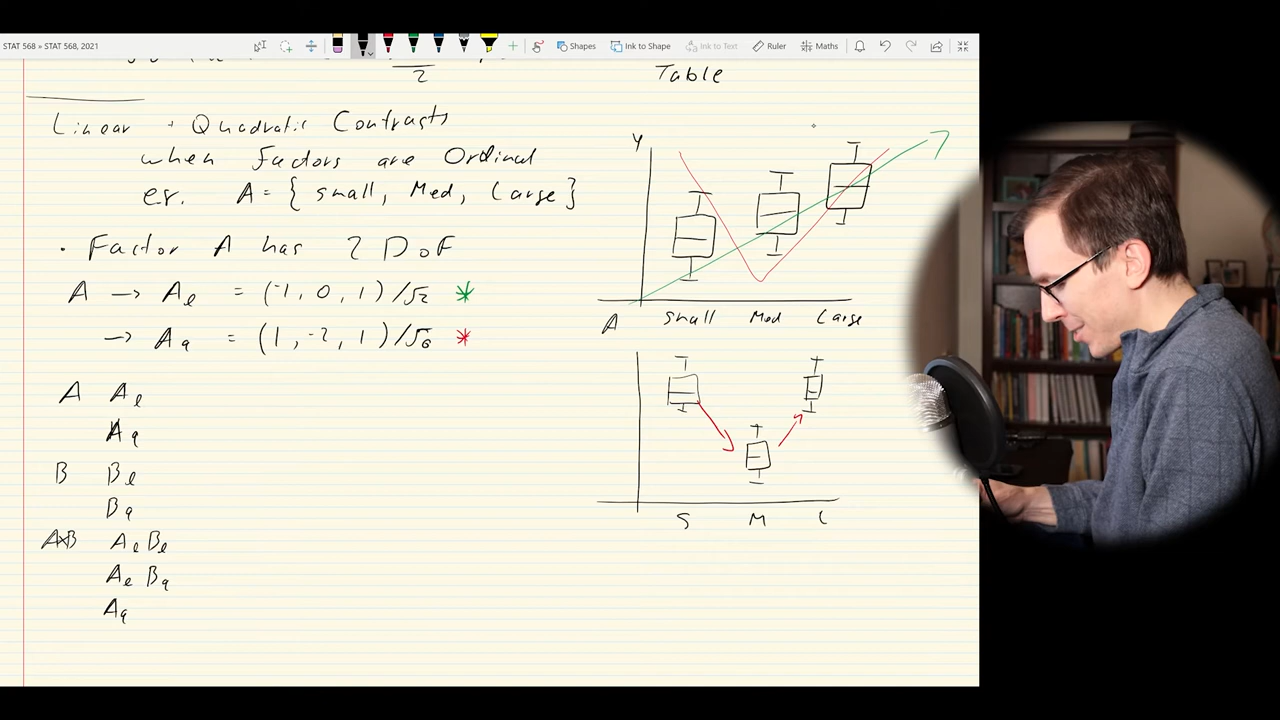 STAT 568 » STAT 568, 2021
Shapes
Ink to Shape
Ink to Text
Ruler
Maths
2
Table
Linear + Quadratic Contrasts
when Factors are Ordinal
ex. A = { small, Med, Large }
• Factor A has 2 DoF
A → Aℓ = (-1, 0, 1) /√2 *
→ Aq = (1, -2, 1) /√6 *
A Aℓ
Aq
B Bℓ
Bq
A×B AℓBℓ
AℓBq
Aq
Y
A small Med Large
S M L